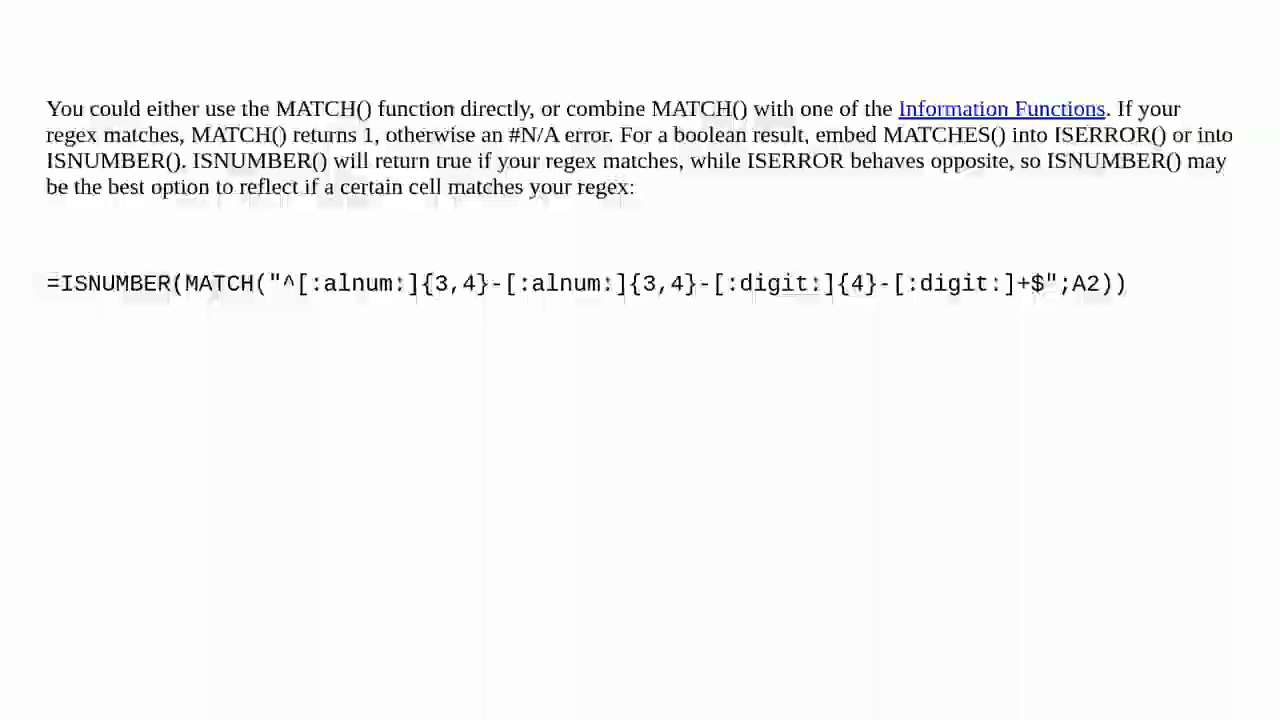 You could either use the MATCH() function directly, or combine MATCH() with one of the Information Functions. If your
regex matches, MATCH() returns 1, otherwise an #N/A error. For a boolean result, embed MATCHES() into ISERROR() or into
ISNUMBER(). ISNUMBER() will return true if your regex matches, while ISERROR behaves opposite, so ISNUMBER() may
be the best option to reflect if a certain cell matches your regex:
=ISNUMBER(MATCH("^[:alnum:]{3,4}-[:alnum:]{3,4}-[:digit:]{4}-[:digit:]+$";A2))